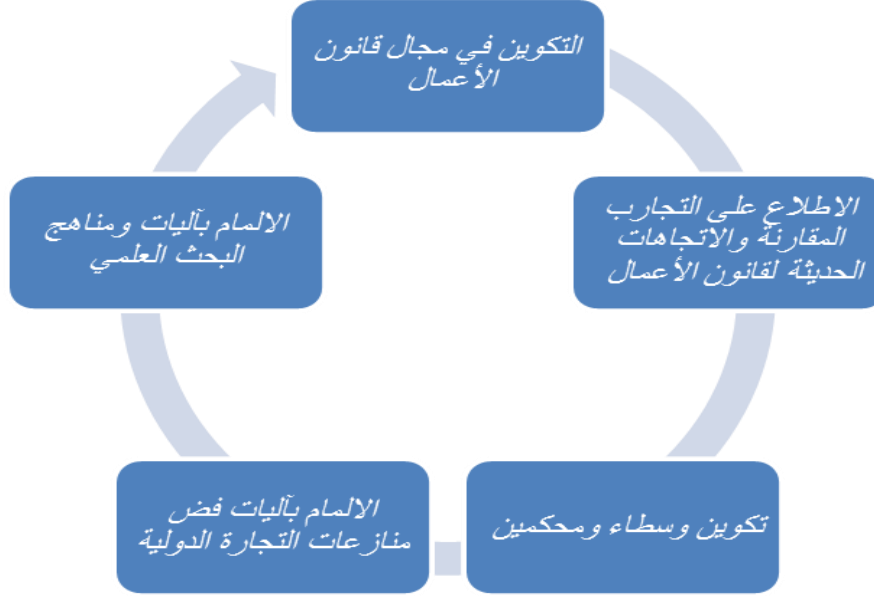 التكوين في مجال قانون
الأعمال
الاطلاع على التجارب
المقارنة والاتجاهات
الحديثة لقانون الأعمال
تكوين وسطاء ومحكمين
الالمام بآليات فض
منازعات التجارة الدولية
الالمام بآليات ومناهج
البحث العلمي